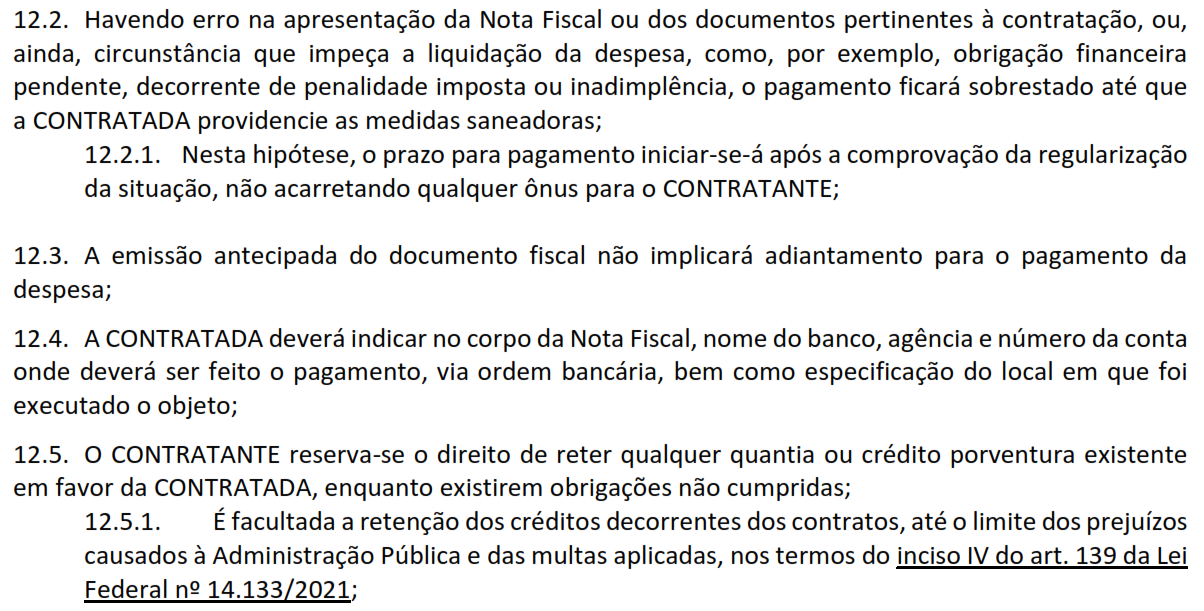 12.2. Havendo erro na apresentação da Nota Fiscal ou dos documentos pertinentes à contratação, ou,
ainda, circunstância que impeça a liquidação da despesa, como, por exemplo, obrigação financeira
pendente, decorrente de penalidade imposta ou inadimplência, o pagamento ficará sobrestado até que
a CONTRATADA providencie as medidas saneadoras;
12.2.1. Nesta hipótese, o prazo para pagamento iniciar-se-á após a comprovação da regularização
da situação, não acarretando qualquer ônus para o CONTRATANTE;
12.3. A emissão antecipada do documento fiscal não implicará adiantamento para o pagamento da
despesa;
12.4. A CONTRATADA deverá indicar no corpo da Nota Fiscal, nome do banco, agência e número da conta
onde deverá ser feito o pagamento, via ordem bancária, bem como especificação do local em que foi
executado o objeto;
12.5. O CONTRATANTE reserva-se o direito de reter qualquer quantia ou crédito porventura existente
em favor da CONTRATADA, enquanto existirem obrigações não cumpridas;
12.5.1. É facultada a retenção dos créditos decorrentes dos contratos, até o limite dos prejuízos
causados à Administração Pública e das multas aplicadas, nos termos do inciso IV do art. 139 da Lei
Federal nº 14.133/2021;